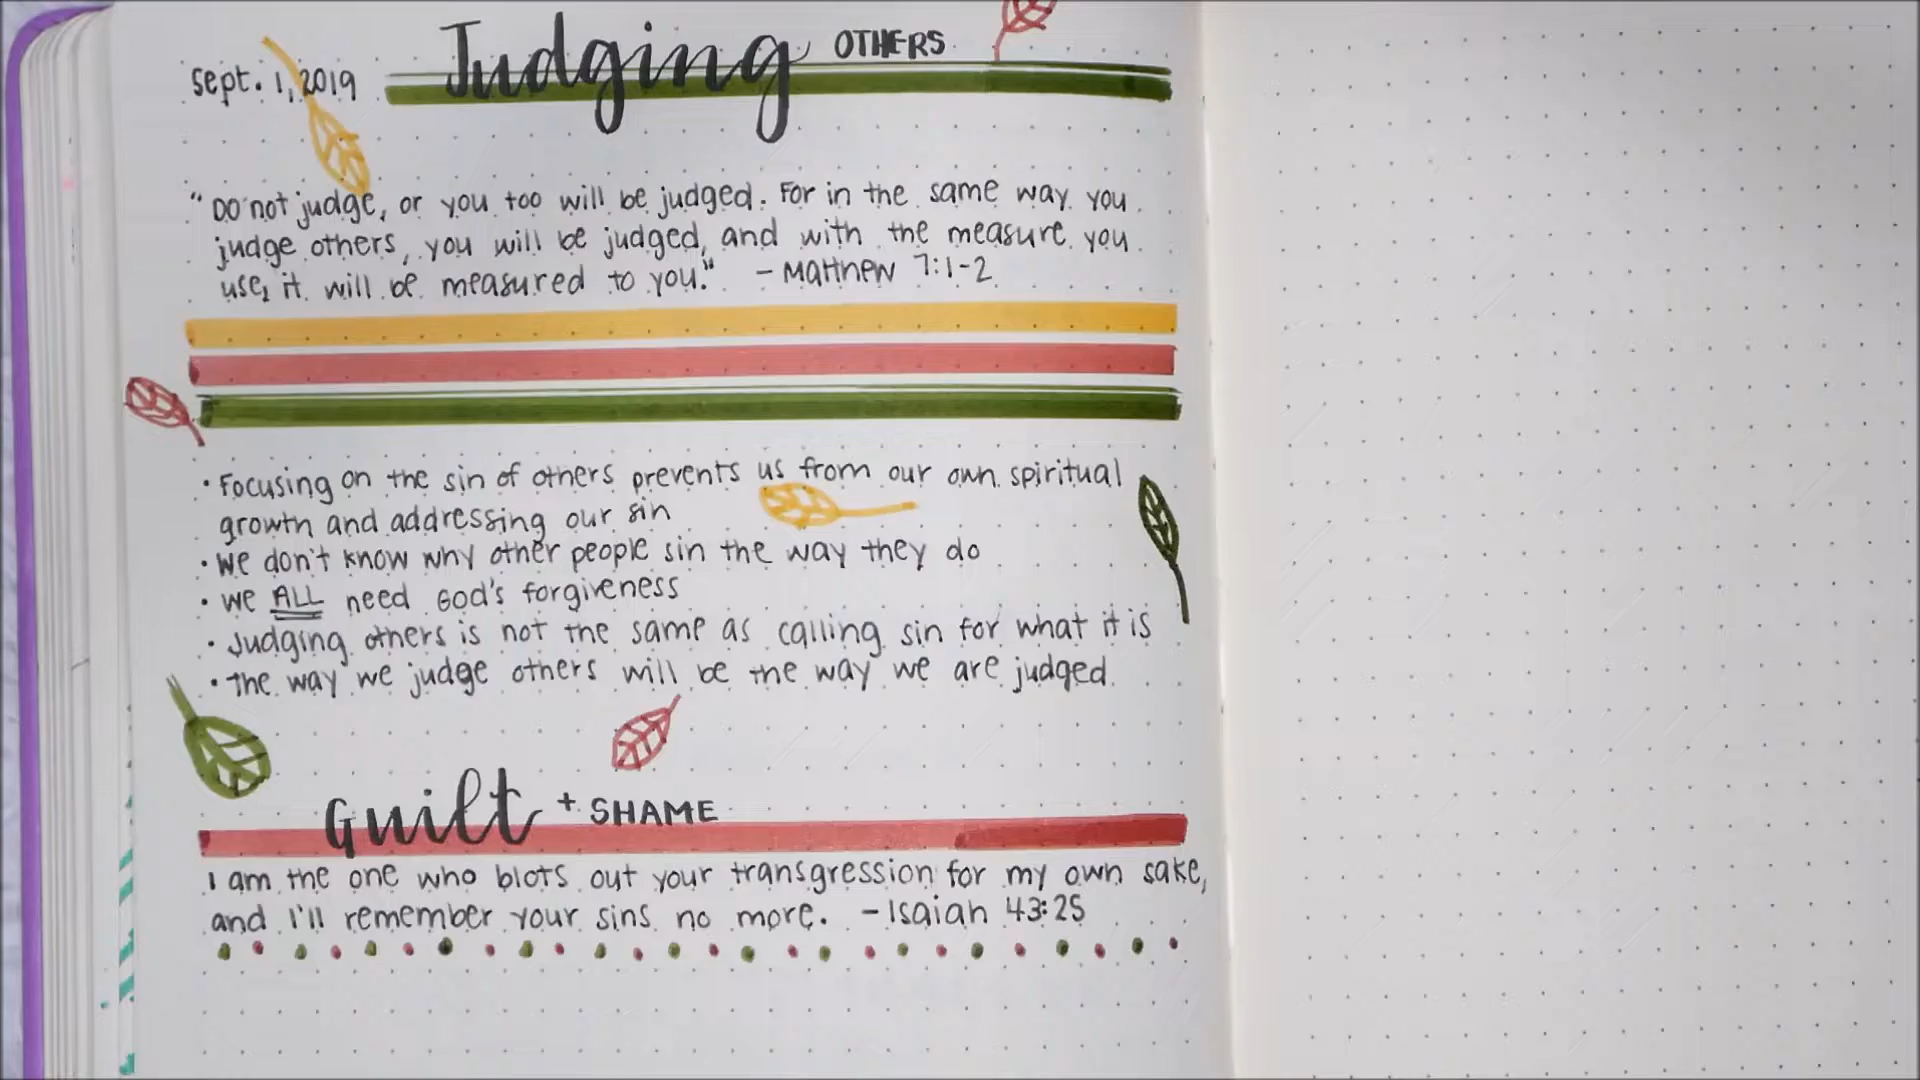 Judging OTHERS
Sept. 1, 2019
"Do not judge, or you too will be judged. For in the same way you
judge others, you will be judged, and with the measure you
use, it will be measured to you." - Matthew 7:1-2
• Focusing on the sin of others prevents us from our own spiritual
growth and addressing our sin
• We don't know why other people sin the way they do
• We ALL need God's forgiveness
• Judging others is not the same as calling sin for what it is
• The way we judge others will be the way we are judged.
Guilt + SHAME
I am the one who blots out your transgression for my own sake,
and I'll remember your sins no more. - Isaiah 43:25